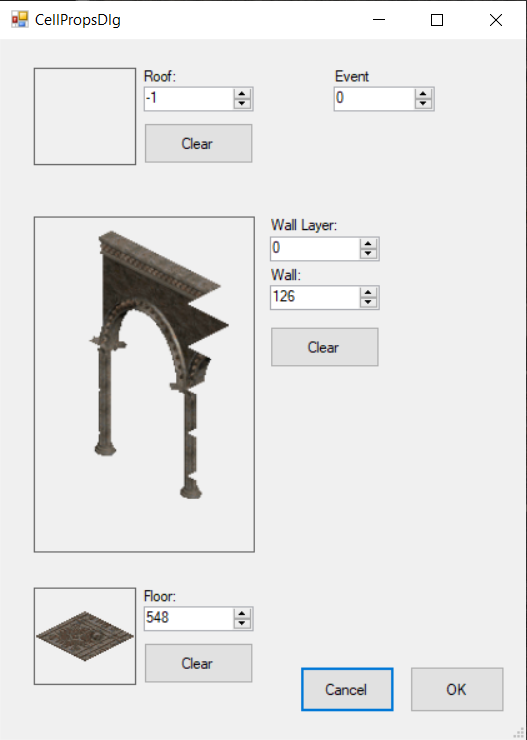 CellPropsDlg
Roof:
-1
Clear
Event
0
Wall Layer:
0
Wall:
126
Clear
Floor:
548
Clear
Cancel
OK